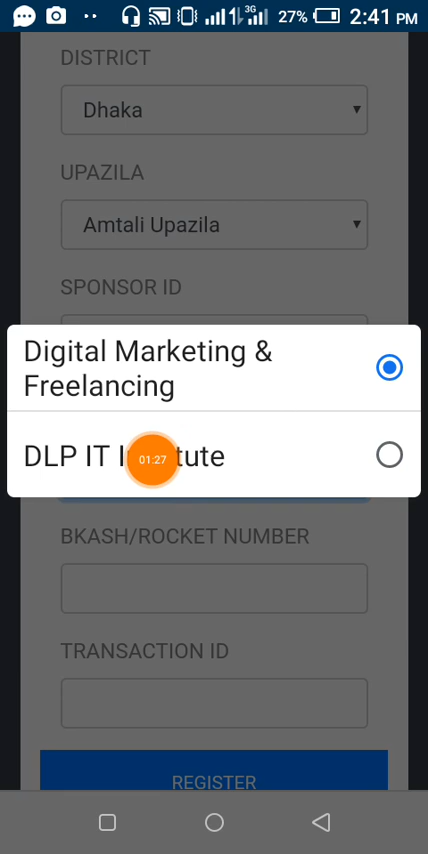 3G
27%
2:41 PM
DISTRICT
Dhaka
UPAZILA
Amtali Upazila
SPONSOR ID
Digital Marketing &
Freelancing
DLP IT
01:27
BKASH/ROCKET NUMBER
TRANSACTION ID
REGISTER